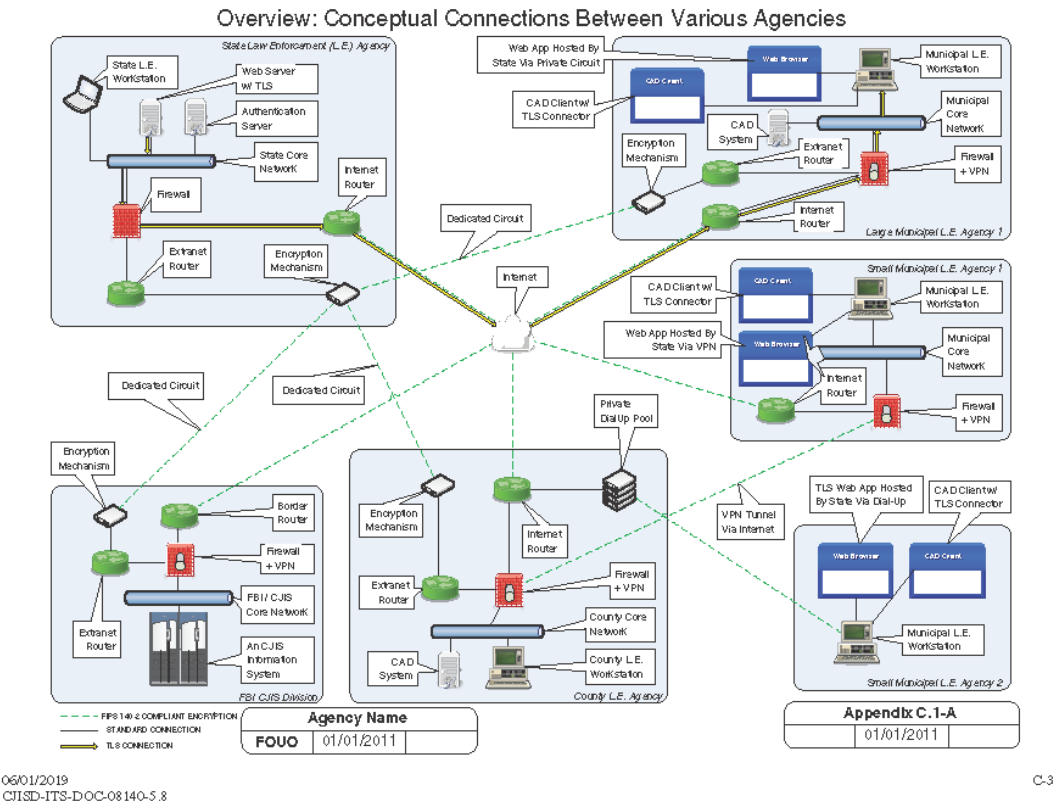 Overview: Conceptual Connections Between Various Agencies
State Law Enforcement (L.E.) Agency
State L.E.
Workstation
Web Server
w/ TLS
Authentication
Server
State Core
Network
Firewall
Internet
Router
Extranet
Router
Encryption
Mechanism
Dedicated Circuit
Internet
Web App Hosted By
State Via Private Circuit
Web Browser
Municipal L.E.
Workstation
CAD Client
CAD Client w/
TLS Connector
CAD
System
Municipal
Core
Network
Encryption
Mechanism
Extranet
Router
Firewall
+ VPN
Internet
Router
Large Municipal L.E. Agency 1
Small Municipal L.E. Agency 1
CAD Client w/
TLS Connector
CAD Client
Municipal L.E.
Workstation
Web App Hosted By
State Via VPN
Web Browser
Municipal
Core
Network
Internet
Router
Firewall
+ VPN
Dedicated Circuit
Dedicated Circuit
Private
DialUp Pool
Encryption
Mechanism
Border
Router
Firewall
+ VPN
FBI / CJIS
Core Network
Extranet
Router
An CJIS
Information
System
FBI CJIS Division
Encryption
Mechanism
Internet
Router
Extranet
Router
Firewall
+ VPN
County Core
Network
CAD
System
County L.E.
Workstation
County L.E. Agency
VPN Tunnel
Via Internet
TLS Web App Hosted
By State Via Dial-Up
CAD Client w/
TLS Connector
Web Browser
CAD Client
Municipal L.E.
Workstation
Small Municipal L.E. Agency 2
FIPS 140-2 COMPLIANT ENCRYPTION
STANDARD CONNECTION
TLS CONNECTION
Agency Name
FOUO 01/01/2011
Appendix C.1-A
01/01/2011
06/01/2019
CJISD-ITS-DOC-08140-5.8
C-3